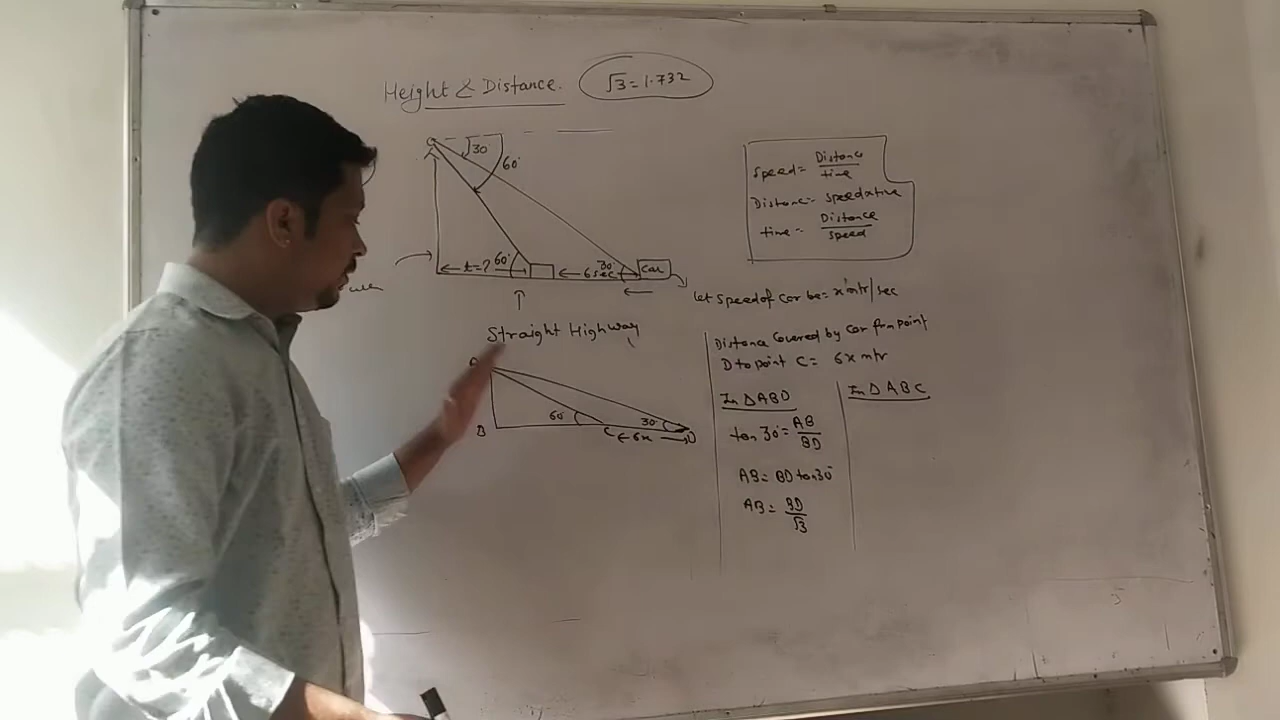 Height & Distance. √3 = 1.732
30°
60°
t=? 60°
6 sec 30° Car
Straight Highway
B 60° C 6x 30° D
Speed = Distance/time
Distance = speed × time
time = Distance/speed
let speed of car be = x mtr/sec
Distance Covered by car from point
D to point C = 6x mtr
In Δ ABD
tan 30° = AB/BD
AB = BD tan 30°
AB = BD/√3
In Δ ABC